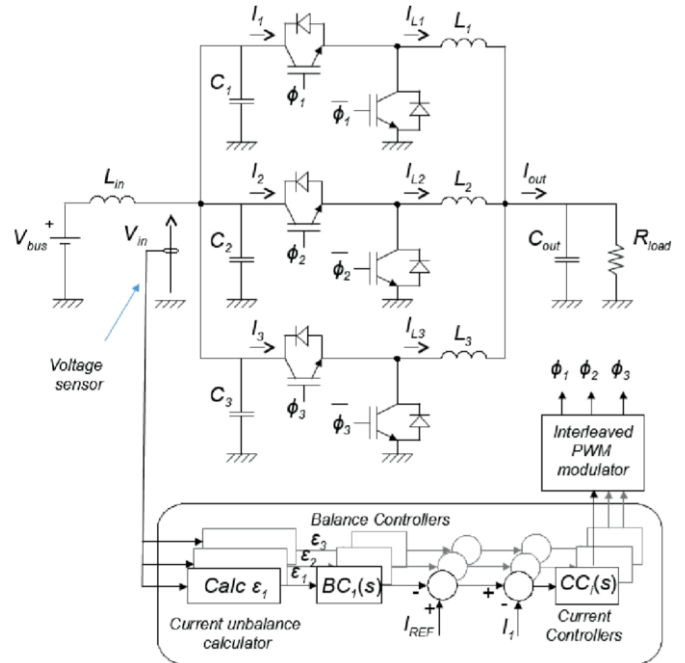 I1
IL1
L1
C1
ϕ1
ϕ̅1
Lin
I2
IL2
L2
Iout
Vbus
+
Vin
C2
ϕ2
ϕ̅2
Cout
Rload
Voltage
sensor
I3
IL3
L3
C3
ϕ3
ϕ̅3
ϕ1 ϕ2 ϕ3
Interleaved
PWM
modulator
Balance Controllers
ε3
ε2
ε1
Calc ε1
BC1(s)
-
+
+
-
CCi(s)
Current unbalance
calculator
IREF
I1
Current
Controllers